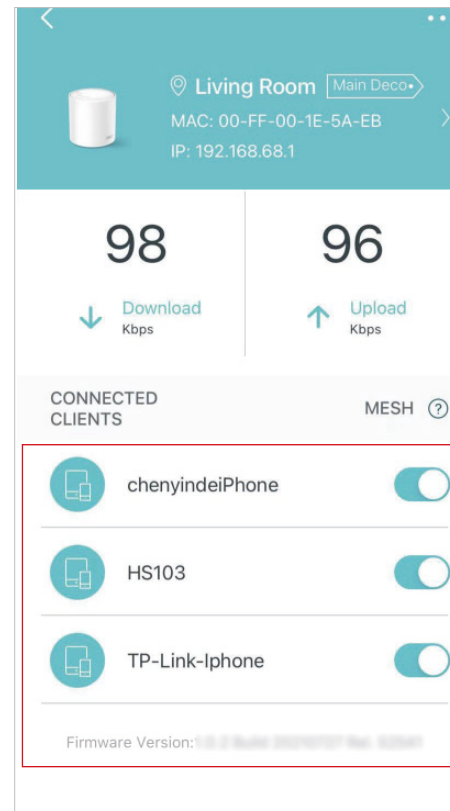 Living Room Main Deco
MAC: 00-FF-00-1E-5A-EB
IP: 192.168.68.1
98 96
Download Upload
Kbps Kbps
CONNECTED
CLIENTS
MESH ?
chenyindeiPhone
HS103
TP-Link-Iphone
Firmware Version: